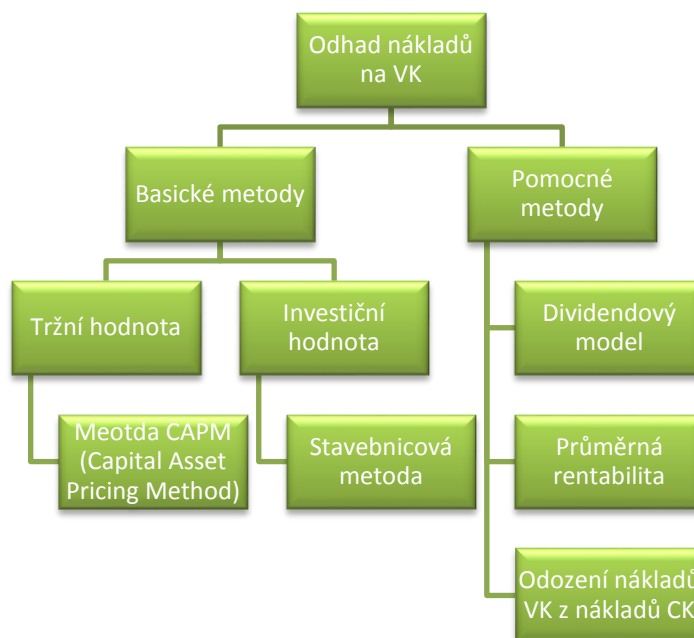 Odhad nákladů
na VK
Basické metody
Pomocné
metody
Tržní hodnota
Investiční
hodnota
Dividendový
model
Meotda CAPM
(Capital Asset
Pricing Method)
Stavebnicová
metoda
Průměrná
rentabilita
Odození nákladů
VK z nákladů CK